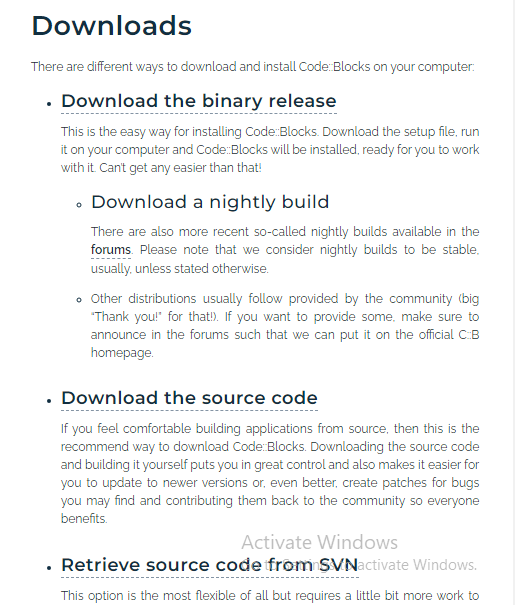 Downloads
There are different ways to download and install Code::Blocks on your computer:
Download the binary release
This is the easy way for installing Code::Blocks. Download the setup file, run
it on your computer and Code::Blocks will be installed, ready for you to work
with it. Can't get any easier than that!
Download a nightly build
There are also more recent so-called nightly builds available in the
forums. Please note that we consider nightly builds to be stable,
usually, unless stated otherwise.
Other distributions usually follow provided by the community (big
“Thank you!” for that!). If you want to provide some, make sure to
announce in the forums such that we can put it on the official C::B
homepage.
Download the source code
If you feel comfortable building applications from source, then this is the
recommend way to download Code::Blocks. Downloading the source code
and building it yourself puts you in great control and also makes it easier for
you to update to newer versions or, even better, create patches for bugs
you may find and contributing them back to the community so everyone
benefits.
Activate Windows
Retrieve source code from SVN
Go to Settings to activate Windows.
This option is the most flexible of all but requires a little bit more work to